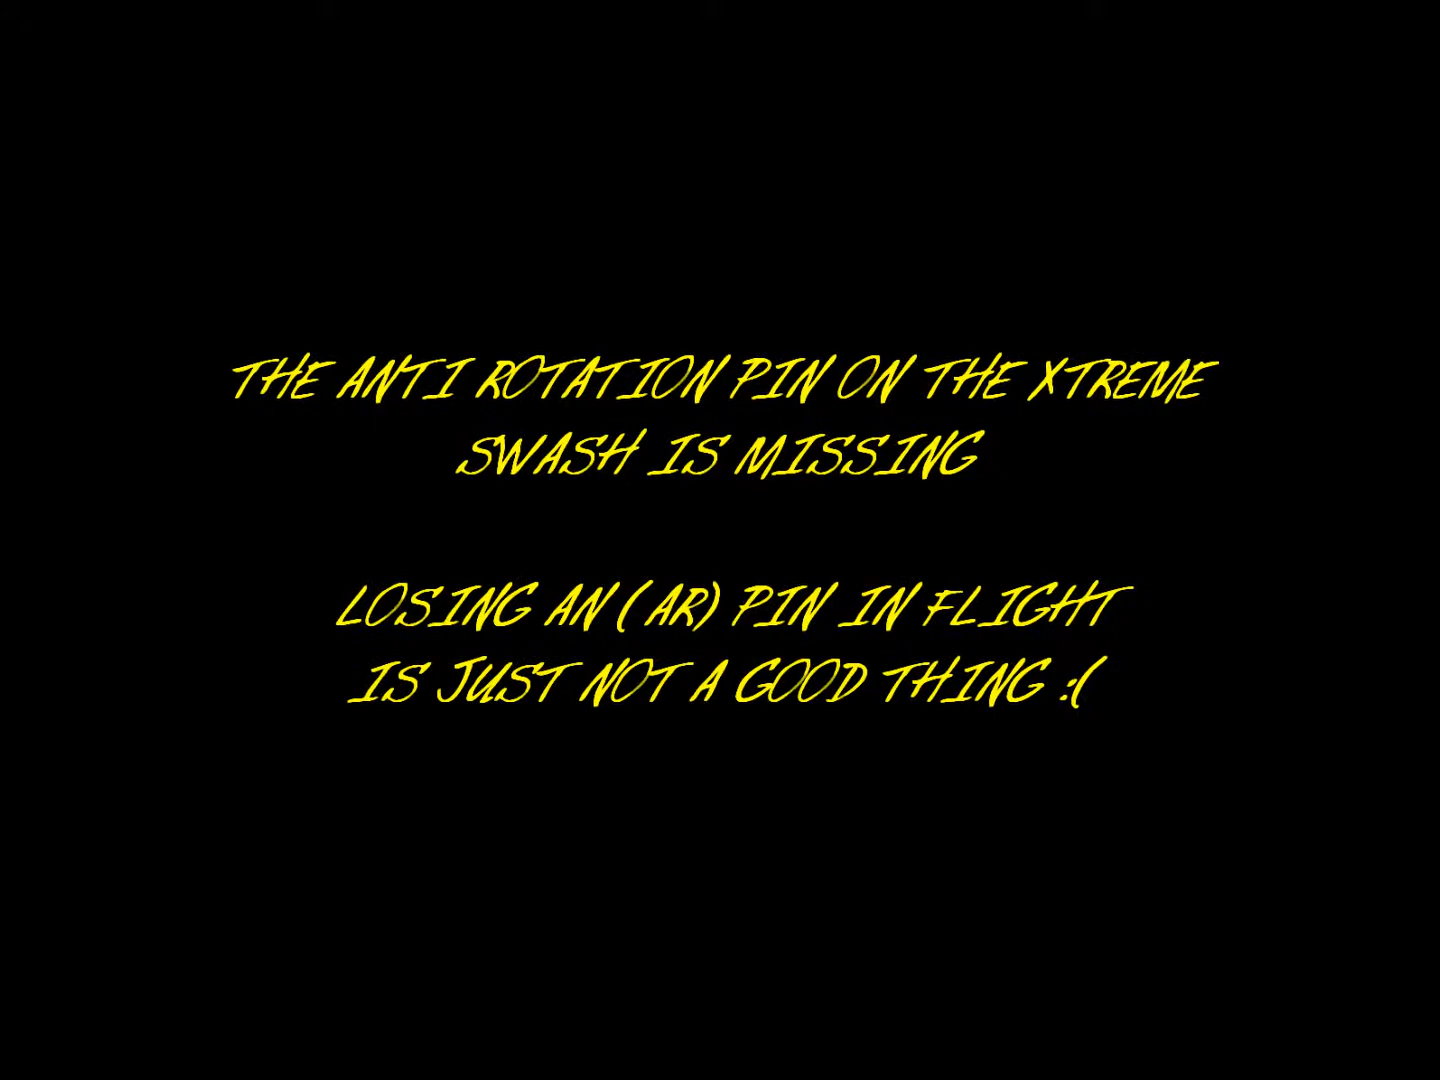 THE ANTI ROTATION PIN ON THE XTREME
SWASH IS MISSING
LOSING AN ( AR) PIN IN FLIGHT
IS JUST NOT A GOOD THING :(